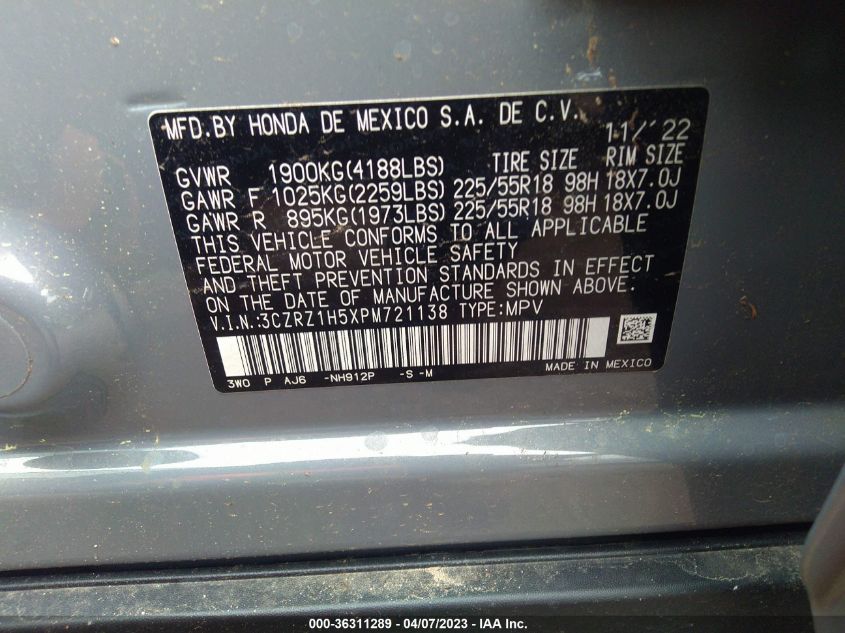 MFD.BY HONDA DE MEXICO S.A. DE C.V. 11/'22
GVWR 1900KG(4188LBS) TIRE SIZE RIM SIZE
GAWR F 1025KG(2259LBS) 225/55R18 98H 18X7.0J
GAWR R 895KG(1973LBS) 225/55R18 98H 18X7.0J
THIS VEHICLE CONFORMS TO ALL APPLICABLE
FEDERAL MOTOR VEHICLE SAFETY
AND THEFT PREVENTION STANDARDS IN EFFECT
ON THE DATE OF MANUFACTURE SHOWN ABOVE.
V.I.N.:3CZRZ1H5XPM721138 TYPE:MPV
3W0 P AJ6 -NH912P -S -M MADE IN MEXICO
000-36311289 - 04/07/2023 - IAA Inc.